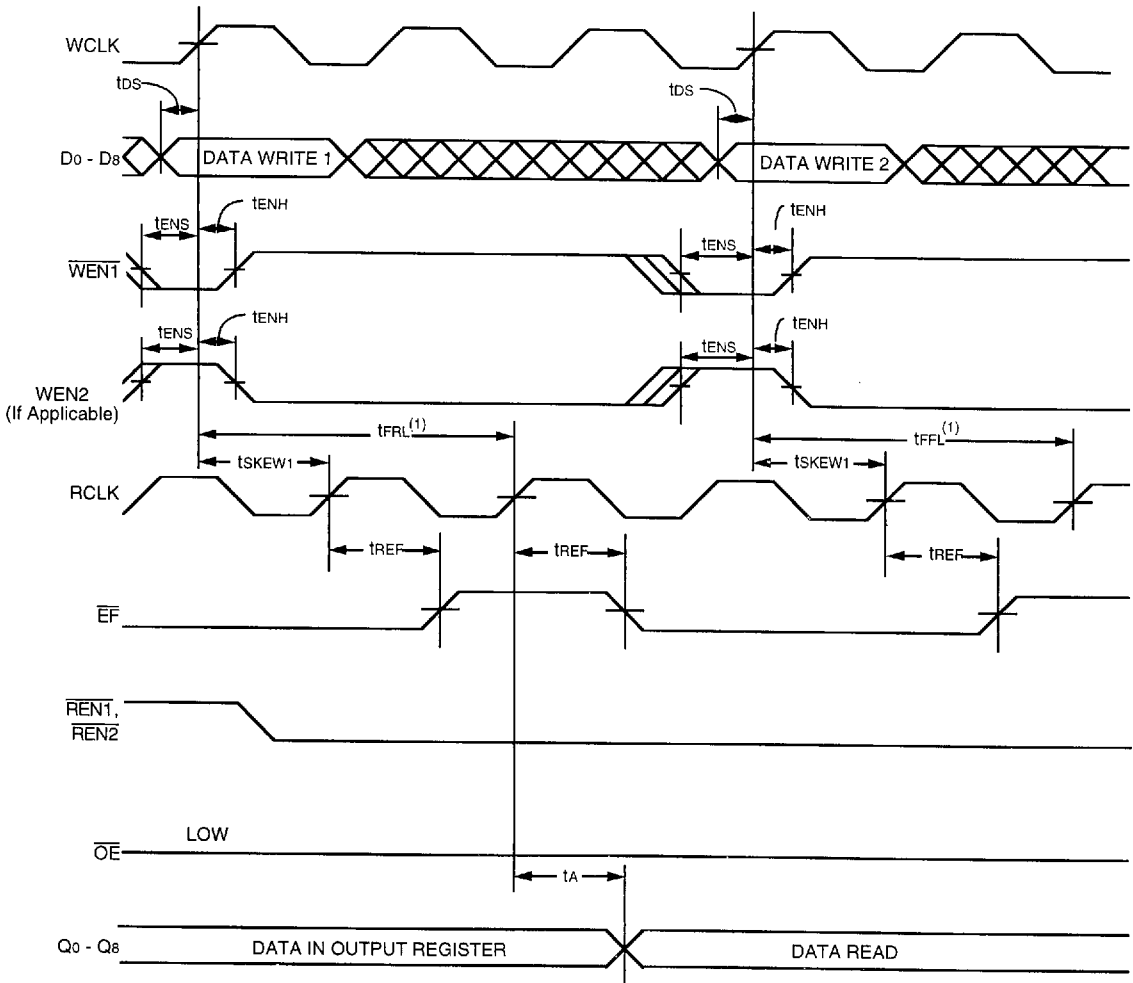 WCLK
tDS
tDS
D0 - D8
DATA WRITE 1
DATA WRITE 2
tENS
tENH
tENS
tENH
WEN1
tENS
tENH
tENS
tENH
WEN2
(If Applicable)
tFRL(1)
tFFL(1)
tSKEW1
tSKEW1
RCLK
tREF
tREF
tREF
EF
REN1,
REN2
LOW
OE
tA
Q0 - Q8
DATA IN OUTPUT REGISTER
DATA READ